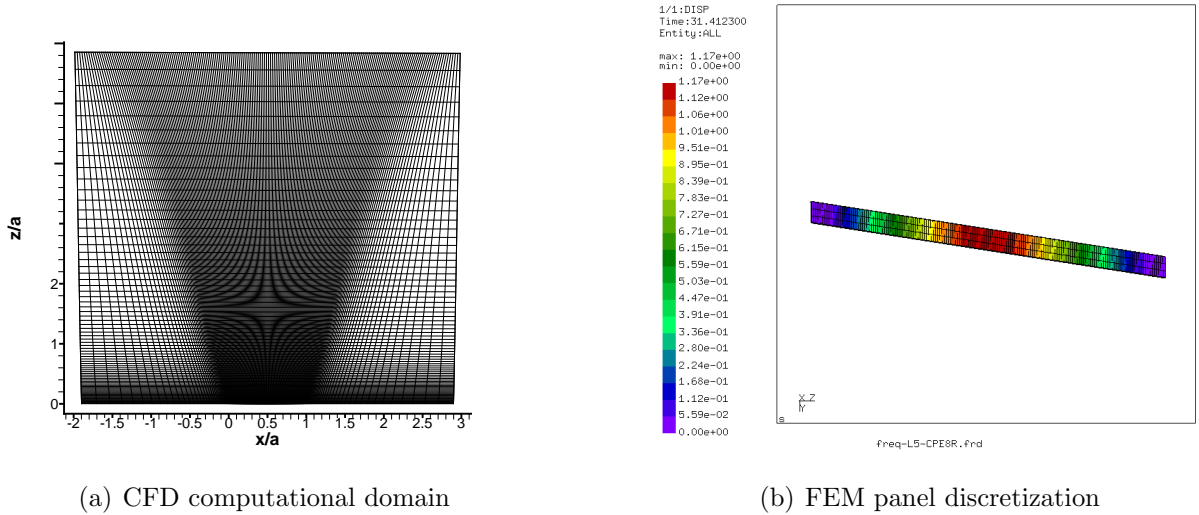 z/a
2
1
0
-2 -1.5 -1 -0.5 0 0.5 1 1.5 2 2.5 3
x/a
(a) CFD computational domain
1/1:DISP
Time:31.412300
Entity:ALL
max: 1.17e+00
min: 0.00e+00
1.17e+00
1.12e+00
1.06e+00
1.01e+00
9.51e-01
8.95e-01
8.39e-01
7.83e-01
7.27e-01
6.71e-01
6.15e-01
5.59e-01
5.03e-01
4.47e-01
3.91e-01
3.36e-01
2.80e-01
2.24e-01
1.68e-01
1.12e-01
5.59e-02
0.00e+00
X Z
Y
s
freq-L5-CPE8R.frd
(b) FEM panel discretization